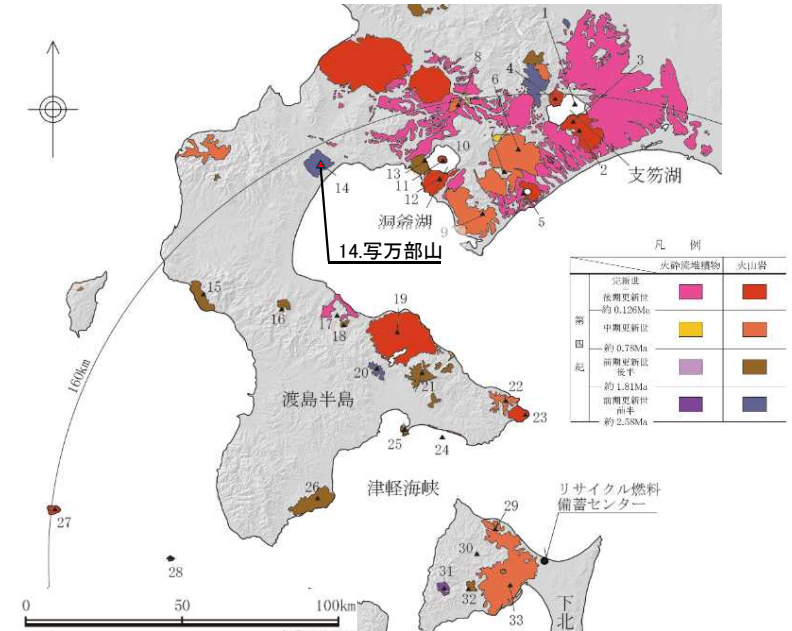 1
8
4
3
6
7
10
13
11
12
支笏湖
2
14
洞爺湖
5
9
14.写万部山
凡 例
火砕流堆積物
火山岩
完新世
後期更新世
約0.126Ma
第四紀
中期更新世
約0.78Ma
前期更新世
後半
約1.81Ma
前期更新世
前半
約2.58Ma
15
16
17
18
19
160km
20
21
渡島半島
22
23
25
24
津軽海峡
26
リサイクル燃料
備蓄センター
27
28
29
30
31
32
33
下北
0
50
100km